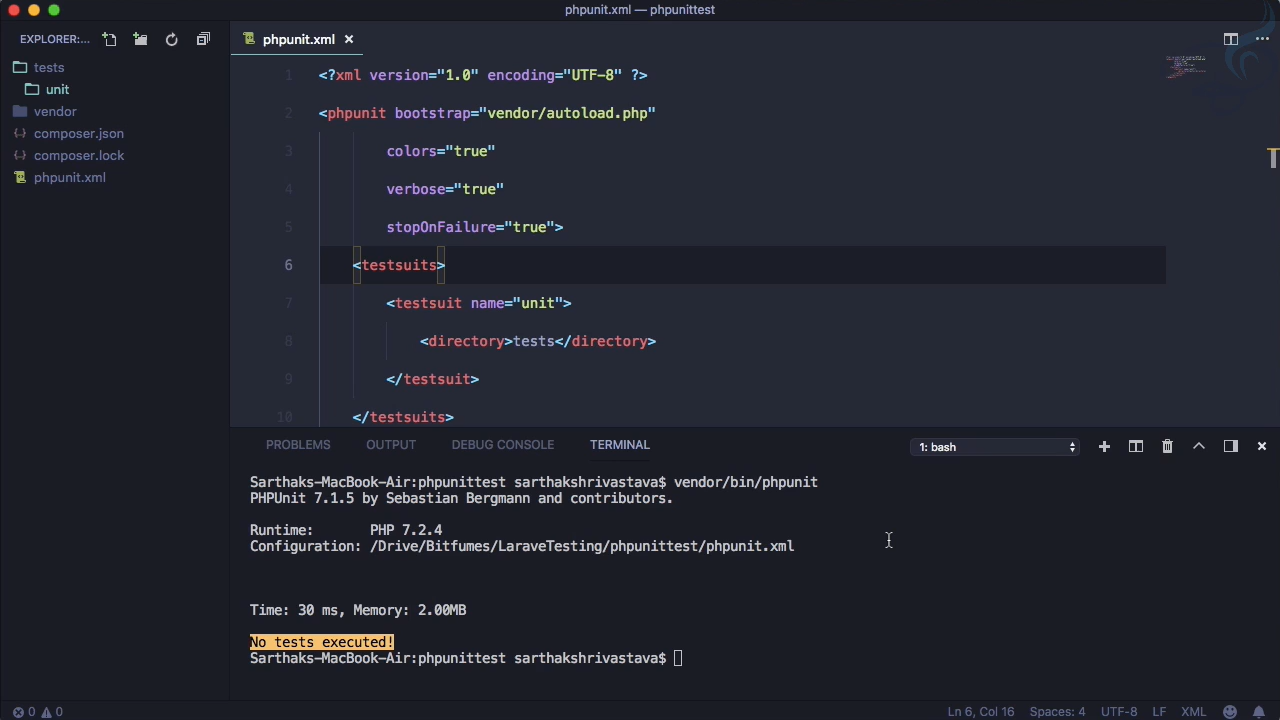 phpunit.xml — phpunittest
EXPLORER:...
phpunit.xml
tests
unit
vendor
composer.json
composer.lock
phpunit.xml
1 <?xml version="1.0" encoding="UTF-8" ?>
2 <phpunit bootstrap="vendor/autoload.php"
3 colors="true"
4 verbose="true"
5 stopOnFailure="true">
6 <testsuits>
7 <testsuit name="unit">
8 <directory>tests</directory>
9 </testsuit>
10 </testsuits>
PROBLEMS OUTPUT DEBUG CONSOLE TERMINAL 1: bash
Sarthaks-MacBook-Air:phpunittest sarthakshrivastava$ vendor/bin/phpunit
PHPUnit 7.1.5 by Sebastian Bergmann and contributors.
Runtime: PHP 7.2.4
Configuration: /Drive/Bitfumes/LaraveTesting/phpunittest/phpunit.xml
Time: 30 ms, Memory: 2.00MB
No tests executed!
Sarthaks-MacBook-Air:phpunittest sarthakshrivastava$
0 0 Ln 6, Col 16 Spaces: 4 UTF-8 LF XML